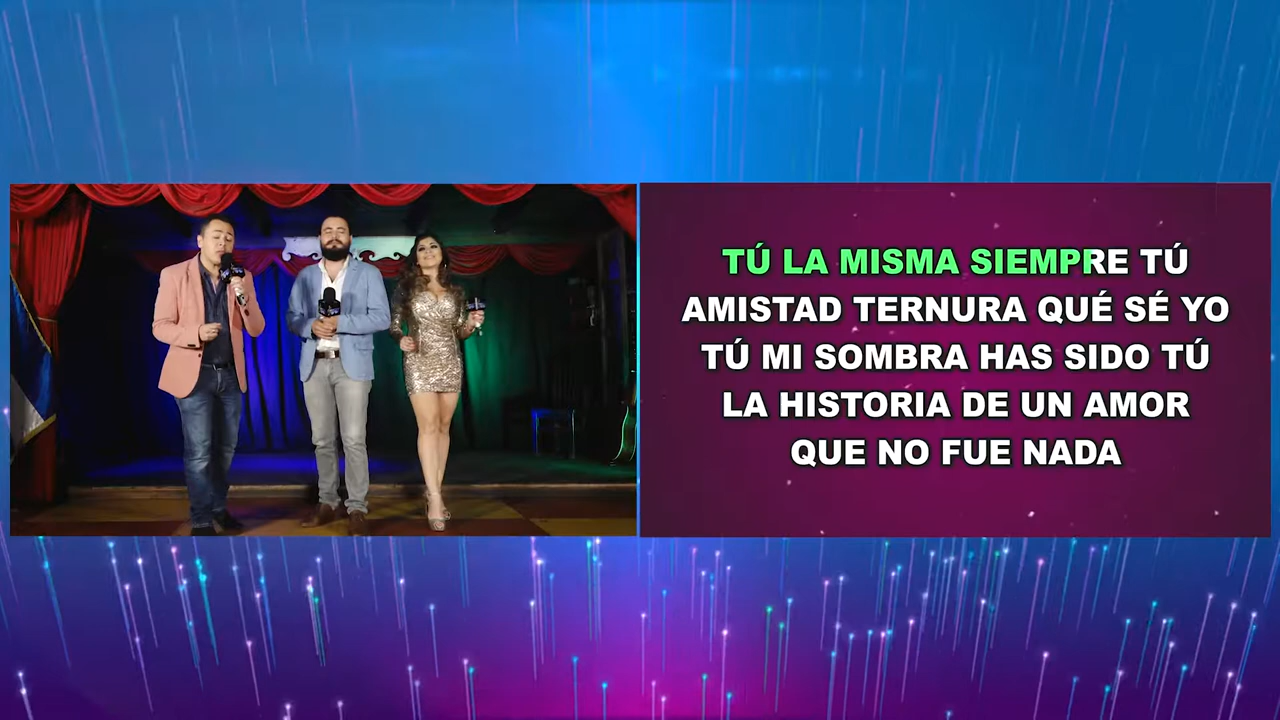 TÚ LA MISMA SIEMPRE TÚ
AMISTAD TERNURA QUÉ SÉ YO
TÚ MI SOMBRA HAS SIDO TÚ
LA HISTORIA DE UN AMOR
QUE NO FUE NADA